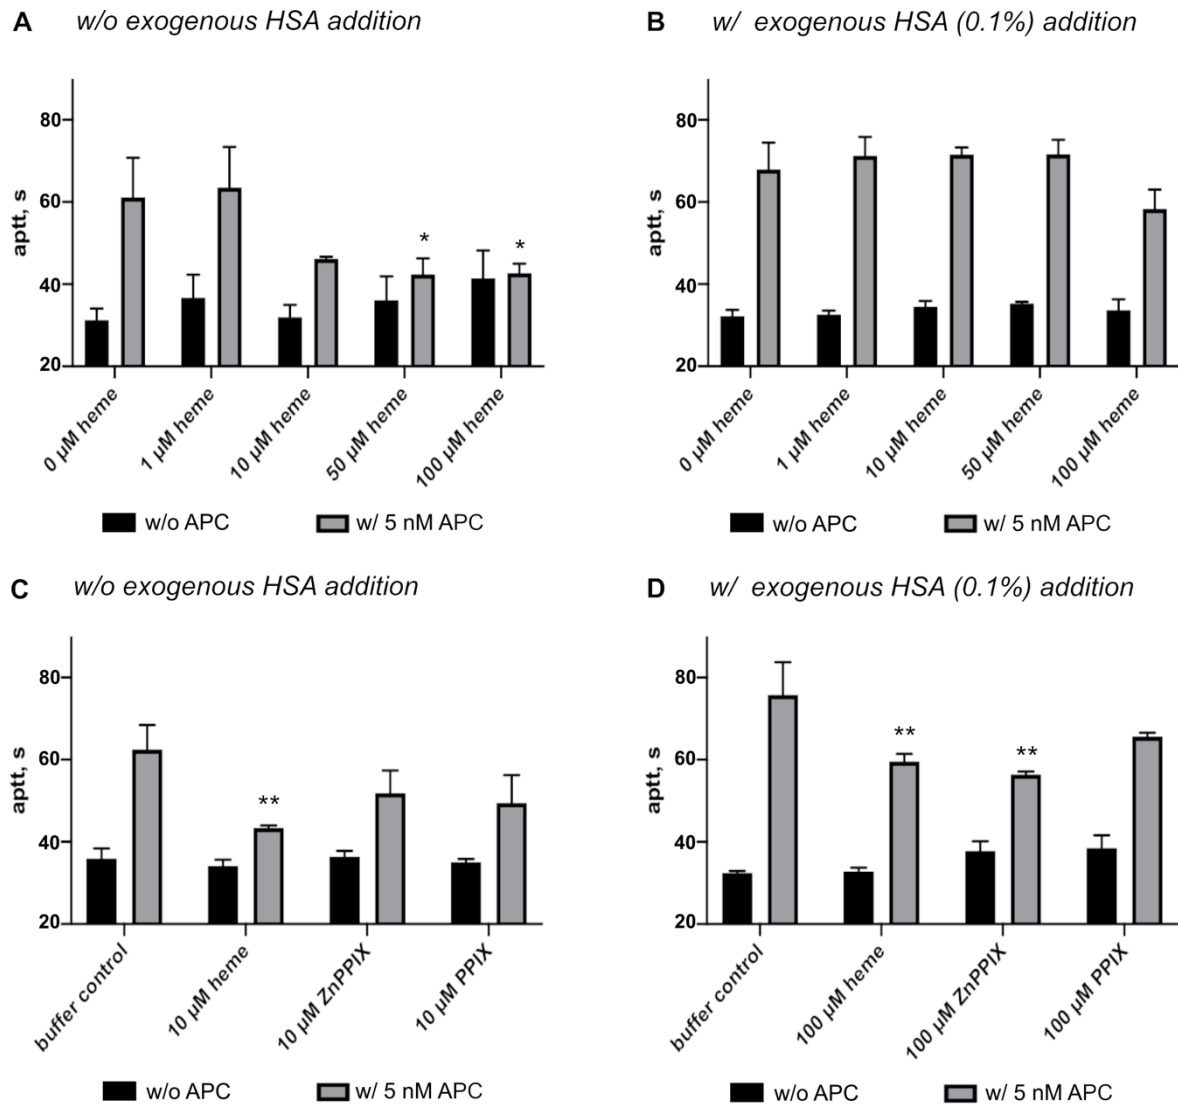 A w/o exogenous HSA addition
80
60
40
20
aptt, s
* *
0 µM heme
1 µM heme
10 µM heme
50 µM heme
100 µM heme
w/o APC w/ 5 nM APC
B w/ exogenous HSA (0.1%) addition
80
60
40
20
aptt, s
0 µM heme
1 µM heme
10 µM heme
50 µM heme
100 µM heme
w/o APC w/ 5 nM APC
C w/o exogenous HSA addition
80
60
40
20
aptt, s
**
buffer control
10 µM heme
10 µM ZnPPIX
10 µM PPIX
w/o APC w/ 5 nM APC
D w/ exogenous HSA (0.1%) addition
80
60
40
20
aptt, s
** **
buffer control
100 µM heme
100 µM ZnPPIX
100 µM PPIX
w/o APC w/ 5 nM APC